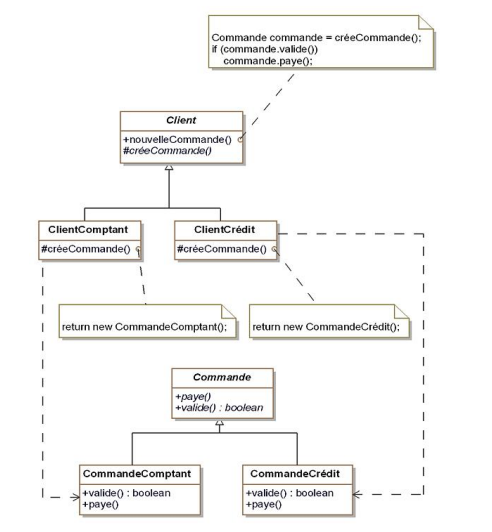 Commande commande = créeCommande();
if (commande.valide())
commande.paye();
Client
+nouvelleCommande()
#créeCommande()
ClientComptant
#créeCommande()
ClientCrédit
#créeCommande()
return new CommandeComptant();
return new CommandeCrédit();
Commande
+paye()
+valide() : boolean
CommandeComptant
+valide() : boolean
+paye()
CommandeCrédit
+valide() : boolean
+paye()